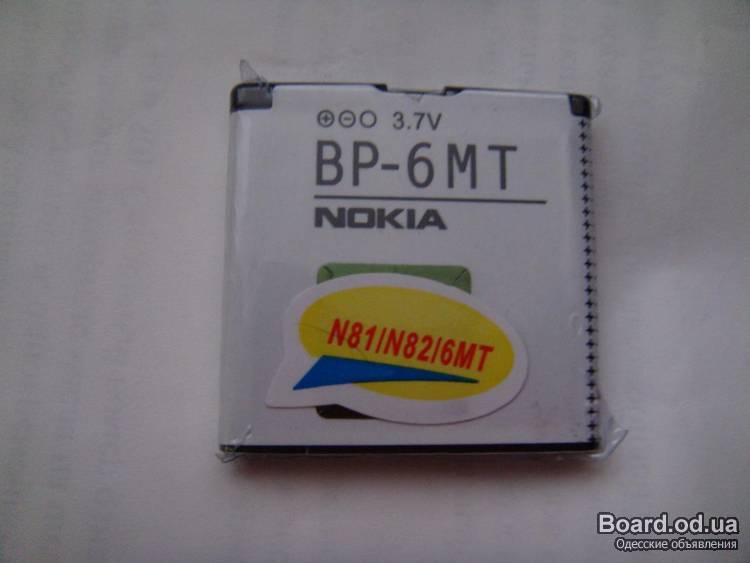 ⊕⊖○ 3.7V
BP-6MT
NOKIA
N81/N82/6MT
Board.od.ua
Одесские объявления